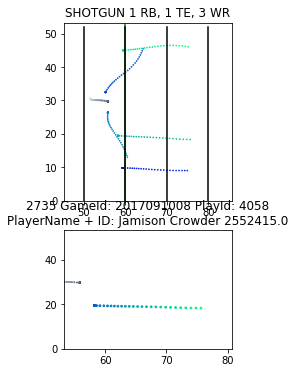 SHOTGUN 1 RB, 1 TE, 3 WR
50
40
30
20
10
0
50 60 70 80
2735 GameId: 2017091008 PlayId: 4058
PlayerName + ID: Jamison Crowder 2552415.0
40
20
0
60 70 80